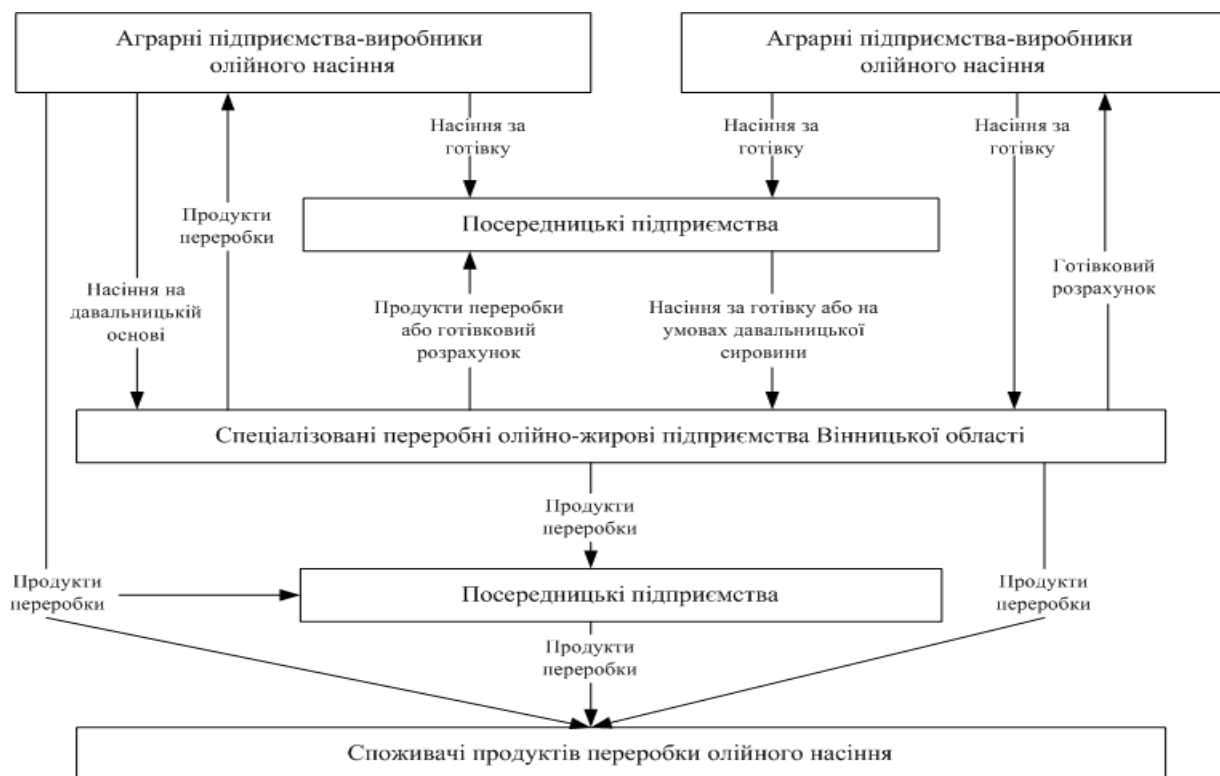 Аграрні підприємства-виробники
олійного насіння
Аграрні підприємства-виробники
олійного насіння
Насіння за
готівку
Насіння за
готівку
Насіння за
готівку
Продукти
переробки
Посередницькі підприємства
Насіння на
давальницькій
основі
Продукти переробки
або готівковий
розрахунок
Насіння за готівку або на
умовах давальницької
сировини
Готівковий
розрахунок
Спеціалізовані переробні олійно-жирові підприємства Вінницької області
Продукти
переробки
Продукти
переробки
Посередницькі підприємства
Продукти
переробки
Продукти
переробки
Споживачі продуктів переробки олійного насіння